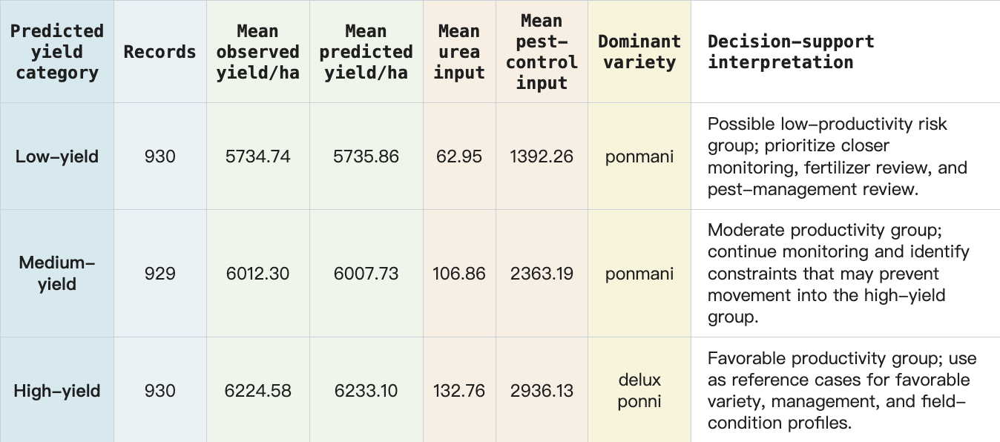 Predicted
yield
category
Records
Mean
observed
yield/ha
Mean
predicted
yield/ha
Mean
urea
input
Mean
pest-
control
input
Dominant
variety
Decision-support
interpretation
Low-yield
930
5734.74
5735.86
62.95
1392.26
ponmani
Possible low-productivity risk
group; prioritize closer
monitoring, fertilizer review, and
pest-management review.
Medium-
yield
929
6012.30
6007.73
106.86
2363.19
ponmani
Moderate productivity group;
continue monitoring and identify
constraints that may prevent
movement into the high-yield
group.
High-yield
930
6224.58
6233.10
132.76
2936.13
delux
ponni
Favorable productivity group; use
as reference cases for favorable
variety, management, and field-
condition profiles.